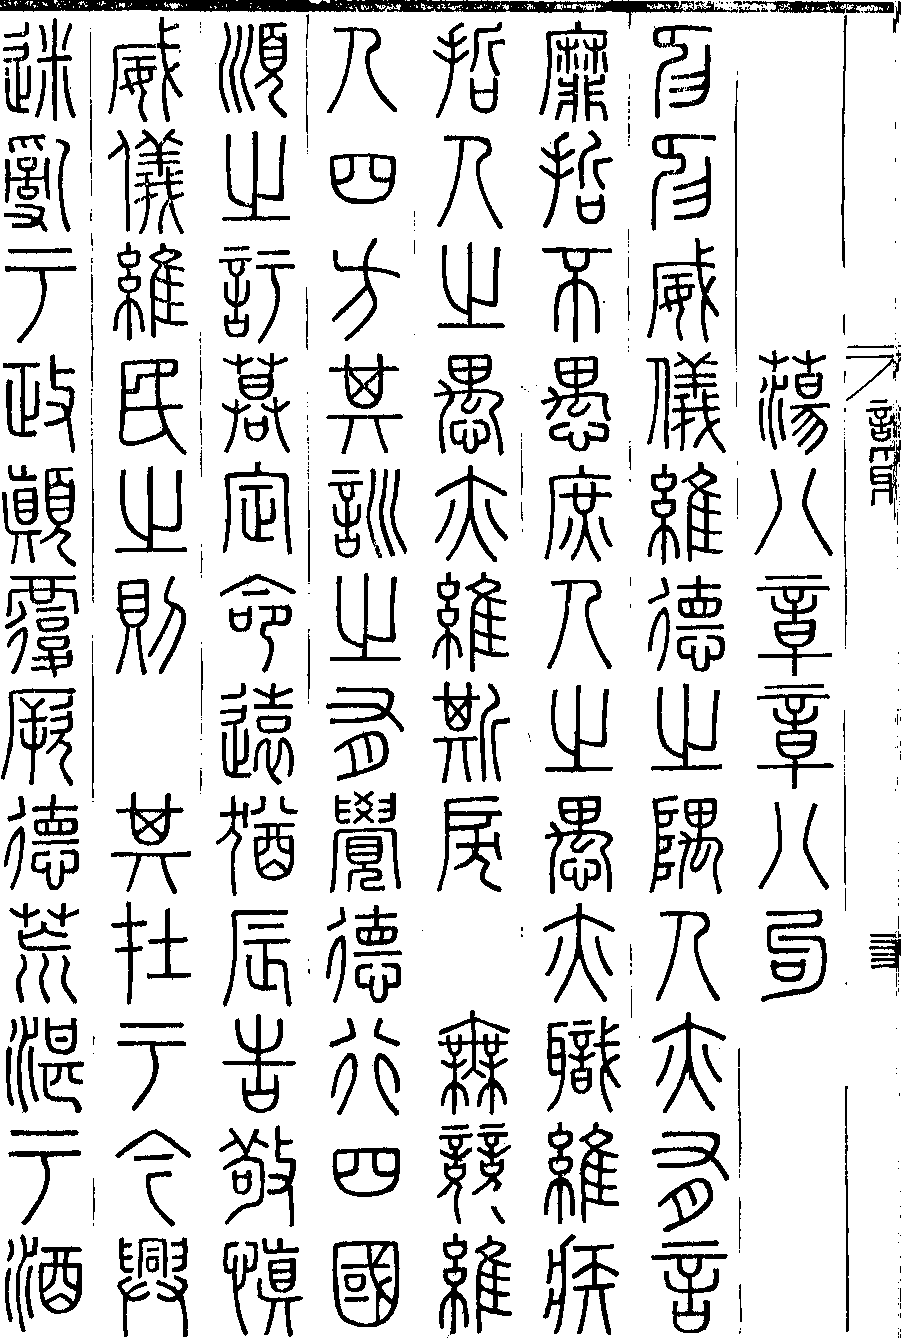 蕩八章章八句
抑抑威儀維德之隅人亦有言
靡哲不愚庶人之愚亦職維疾
哲人之愚亦維斯戾　無競維
人四方其訓之有覺德行四國
順之訏謨定命遠猶辰告敬慎
威儀維民之則　其在于今興
迷亂于政顛覆厥德荒湛于酒